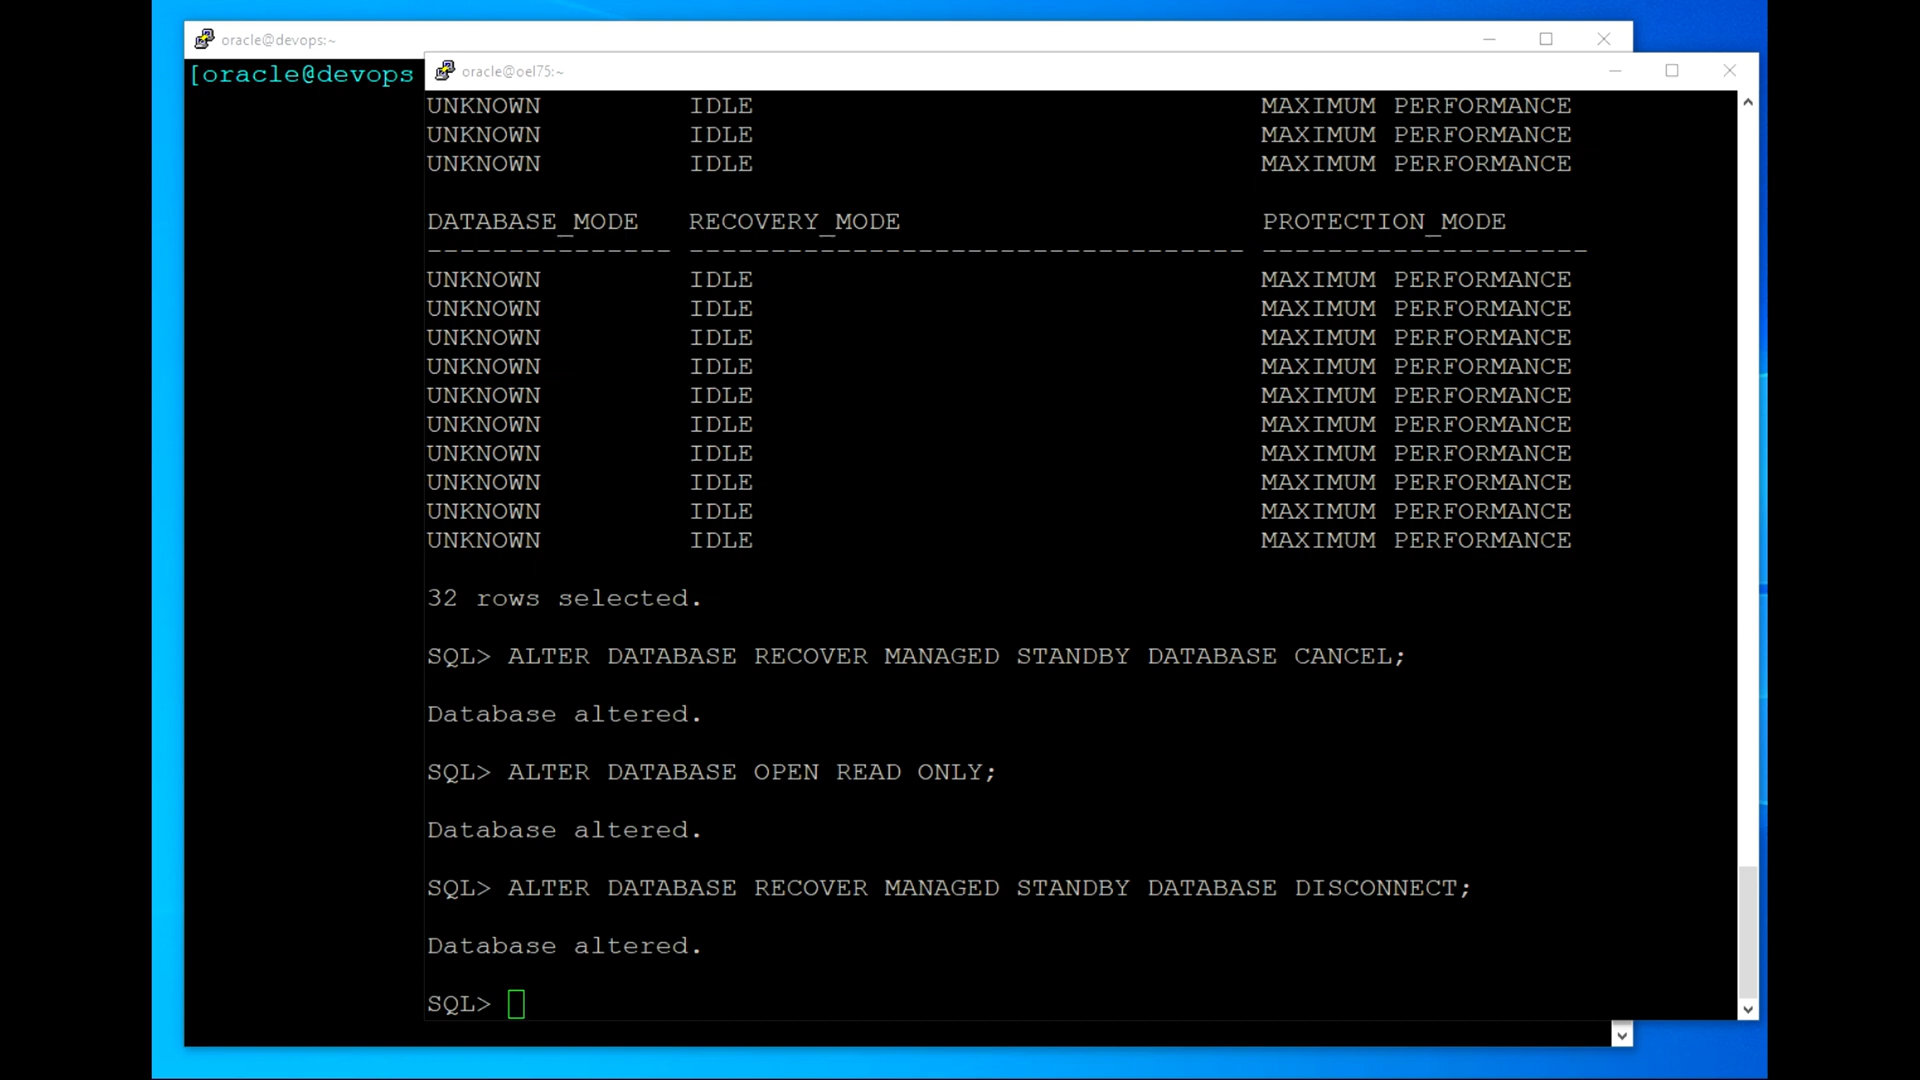 oracle@devops:~
[oracle@devops
oracle@oel75:~
UNKNOWN IDLE MAXIMUM PERFORMANCE
UNKNOWN IDLE MAXIMUM PERFORMANCE
UNKNOWN IDLE MAXIMUM PERFORMANCE
DATABASE_MODE RECOVERY_MODE PROTECTION_MODE
--------------- ---------------------------------- --------------------
UNKNOWN IDLE MAXIMUM PERFORMANCE
UNKNOWN IDLE MAXIMUM PERFORMANCE
UNKNOWN IDLE MAXIMUM PERFORMANCE
UNKNOWN IDLE MAXIMUM PERFORMANCE
UNKNOWN IDLE MAXIMUM PERFORMANCE
UNKNOWN IDLE MAXIMUM PERFORMANCE
UNKNOWN IDLE MAXIMUM PERFORMANCE
UNKNOWN IDLE MAXIMUM PERFORMANCE
UNKNOWN IDLE MAXIMUM PERFORMANCE
UNKNOWN IDLE MAXIMUM PERFORMANCE
32 rows selected.
SQL> ALTER DATABASE RECOVER MANAGED STANDBY DATABASE CANCEL;
Database altered.
SQL> ALTER DATABASE OPEN READ ONLY;
Database altered.
SQL> ALTER DATABASE RECOVER MANAGED STANDBY DATABASE DISCONNECT;
Database altered.
SQL>